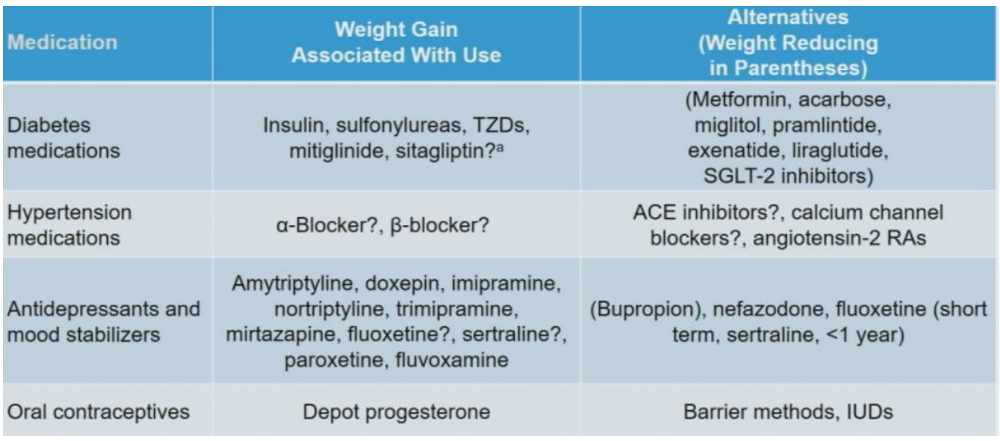 Medication
Weight Gain
Associated With Use
Alternatives
(Weight Reducing
in Parentheses)
Diabetes
medications
Insulin, sulfonylureas, TZDs,
mitiglinide, sitagliptin?ᵃ
(Metformin, acarbose,
miglitol, pramlintide,
exenatide, liraglutide,
SGLT-2 inhibitors)
Hypertension
medications
α-Blocker?, β-blocker?
ACE inhibitors?, calcium channel
blockers?, angiotensin-2 RAs
Antidepressants and
mood stabilizers
Amytriptyline, doxepin, imipramine,
nortriptyline, trimipramine,
mirtazapine, fluoxetine?, sertraline?,
paroxetine, fluvoxamine
(Bupropion), nefazodone, fluoxetine (short
term, sertraline, <1 year)
Oral contraceptives
Depot progesterone
Barrier methods, IUDs